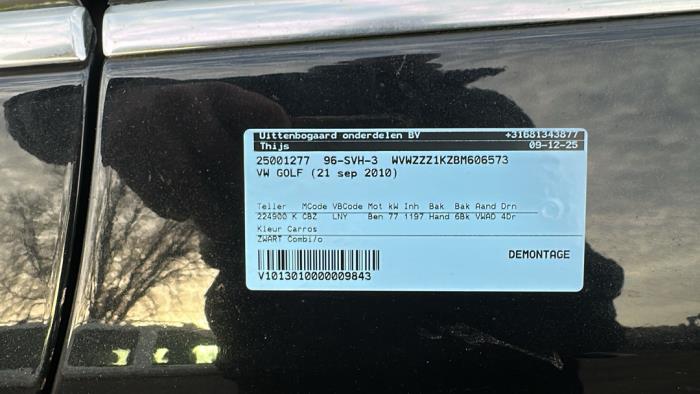 Uittenbogaard onderdelen BV +31681343877
Thijs 09-12-25
25001277 96-SVH-3 WVWZZZ1KZBM606573
VW GOLF (21 sep 2010)
Teller MCode VBCode Mot kW Inh Bak Bak Aand Drn
224900 K CBZ LNY Ben 77 1197 Hand 6Bk VWAD 4Dr
Kleur Carros
ZWART Combi/o
DEMONTAGE
V1013010000009843